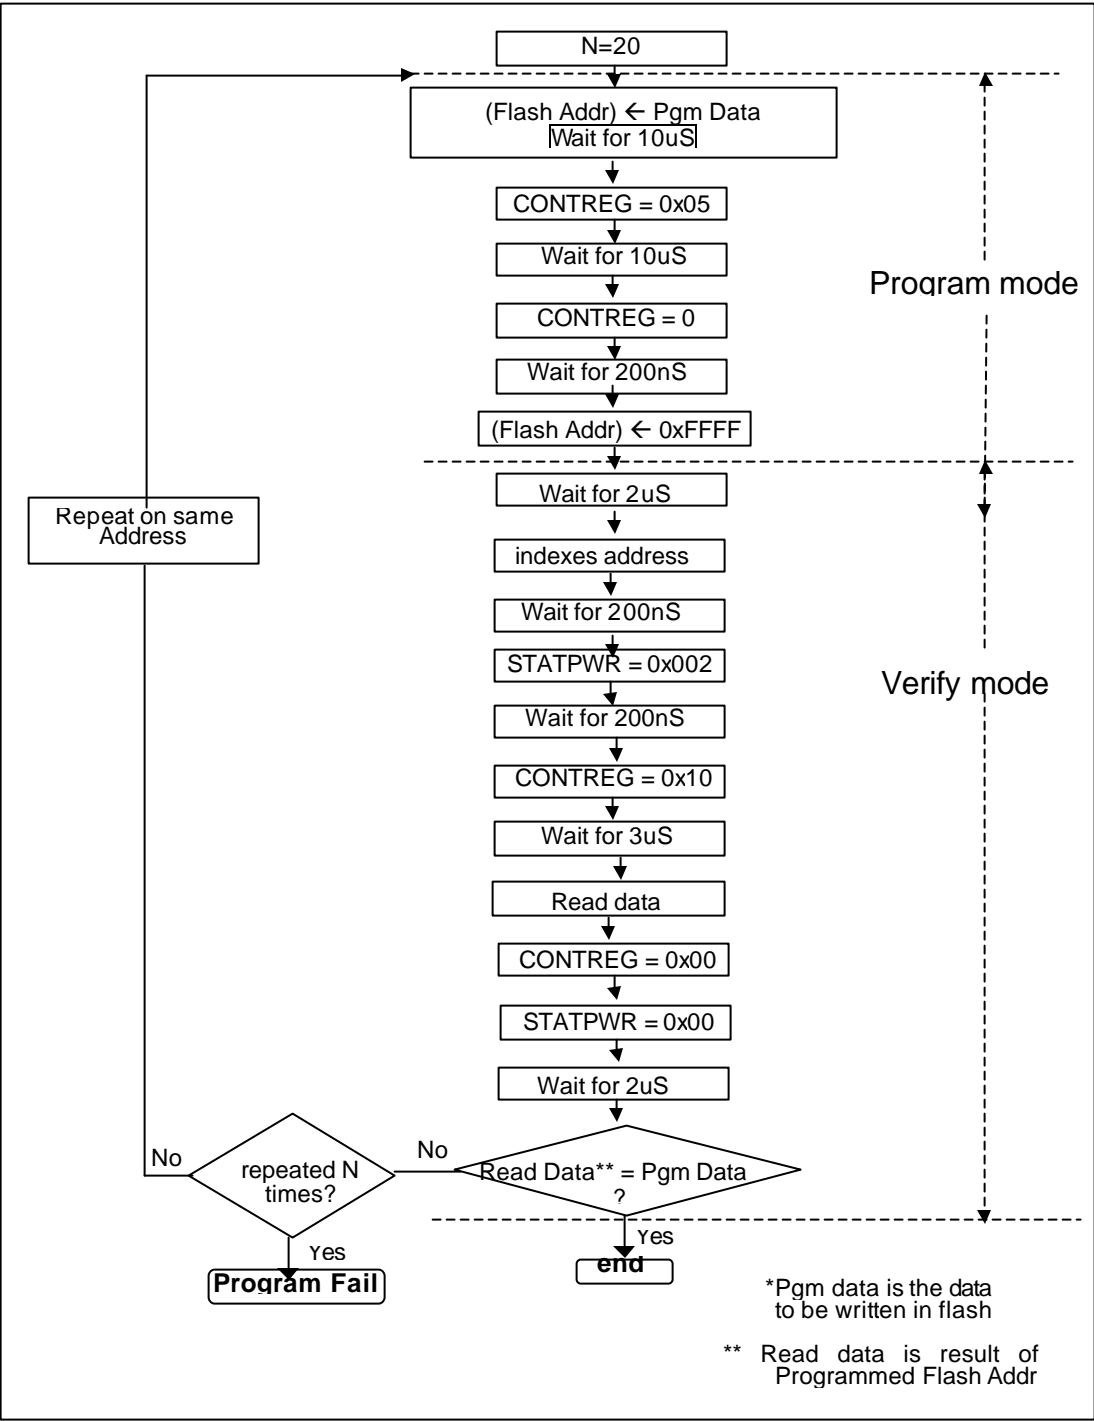 N=20
(Flash Addr) ← Pgm Data
Wait for 10uS
CONTREG = 0x05
Wait for 10uS
CONTREG = 0
Wait for 200nS
(Flash Addr) ← 0xFFFF
Program mode
Wait for 2uS
Repeat on same
Address
indexes address
Wait for 200nS
STATPWR = 0x002
Verify mode
Wait for 200nS
CONTREG = 0x10
Wait for 3uS
Read data
CONTREG = 0x00
STATPWR = 0x00
Wait for 2uS
No
repeated N
times?
No
Read Data** = Pgm Data
?
Yes
Program Fail
Yes
end
*Pgm data is the data
to be written in flash
** Read data is result of
Programmed Flash Addr